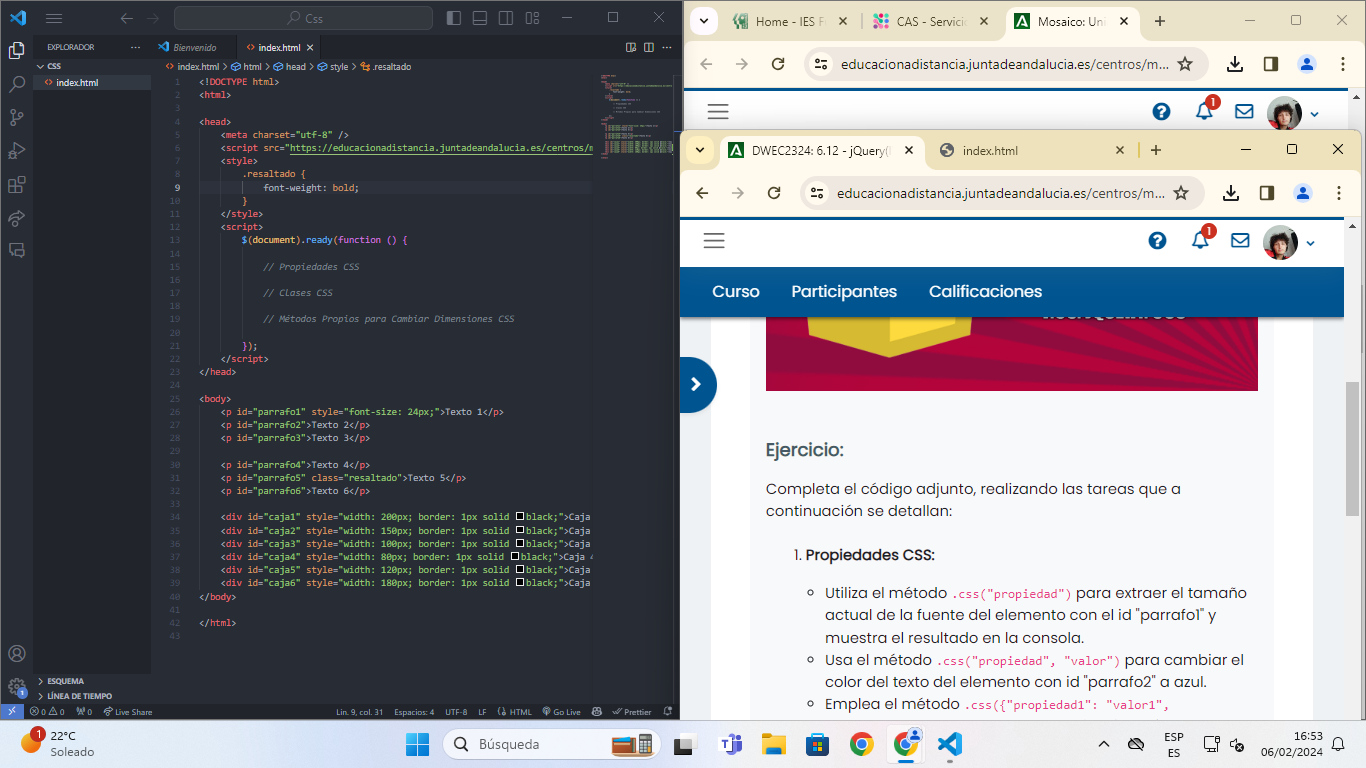 Css
EXPLORADOR
Bienvenido
index.html
CSS
index.html
index.html > html > head > style > .resaltado
1 <!DOCTYPE html>
2 <html>
3
4 <head>
5 <meta charset="utf-8" />
6 <script src="https://educacionadistancia.juntadeandalucia.es/centros/m
7 <style>
8 .resaltado {
9 font-weight: bold;
10 }
11 </style>
12 <script>
13 $(document).ready(function () {
14
15 // Propiedades CSS
16
17 // Clases CSS
18
19 // Métodos Propios para Cambiar Dimensiones CSS
20
21 });
22 </script>
23 </head>
24
25 <body>
26 <p id="parrafo1" style="font-size: 24px;">Texto 1</p>
27 <p id="parrafo2">Texto 2</p>
28 <p id="parrafo3">Texto 3</p>
29
30 <p id="parrafo4">Texto 4</p>
31 <p id="parrafo5" class="resaltado">Texto 5</p>
32 <p id="parrafo6">Texto 6</p>
33
34 <div id="caja1" style="width: 200px; border: 1px solid black;">Caja
35 <div id="caja2" style="width: 150px; border: 1px solid black;">Caja
36 <div id="caja3" style="width: 100px; border: 1px solid black;">Caja
37 <div id="caja4" style="width: 80px; border: 1px solid black;">Caja 4
38 <div id="caja5" style="width: 120px; border: 1px solid black;">Caja
39 <div id="caja6" style="width: 180px; border: 1px solid black;">Caja
40 </body>
41
42 </html>
43
ESQUEMA
LÍNEA DE TIEMPO
1
0 0 0 Live Share
Lín. 9, col. 31 Espacios: 4 UTF-8 LF HTML Go Live Prettier
Home - IES F
CAS - Servicio
Mosaico: Uni
educacionadistancia.juntadeandalucia.es/centros/m...
1
DWEC2324: 6.12 - jQuery(
index.html
educacionadistancia.juntadeandalucia.es/centros/m...
1
Curso Participantes Calificaciones
Ejercicio:
Completa el código adjunto, realizando las tareas que a
continuación se detallan:
1. Propiedades CSS:
Utiliza el método .css("propiedad") para extraer el tamaño
actual de la fuente del elemento con el id "parrafo1" y
muestra el resultado en la consola.
Usa el método .css("propiedad", "valor") para cambiar el
color del texto del elemento con id "parrafo2" a azul.
Emplea el método .css({"propiedad1": "valor1",
1
22°C
Soleado
Búsqueda
ESP
ES
16:53
06/02/2024